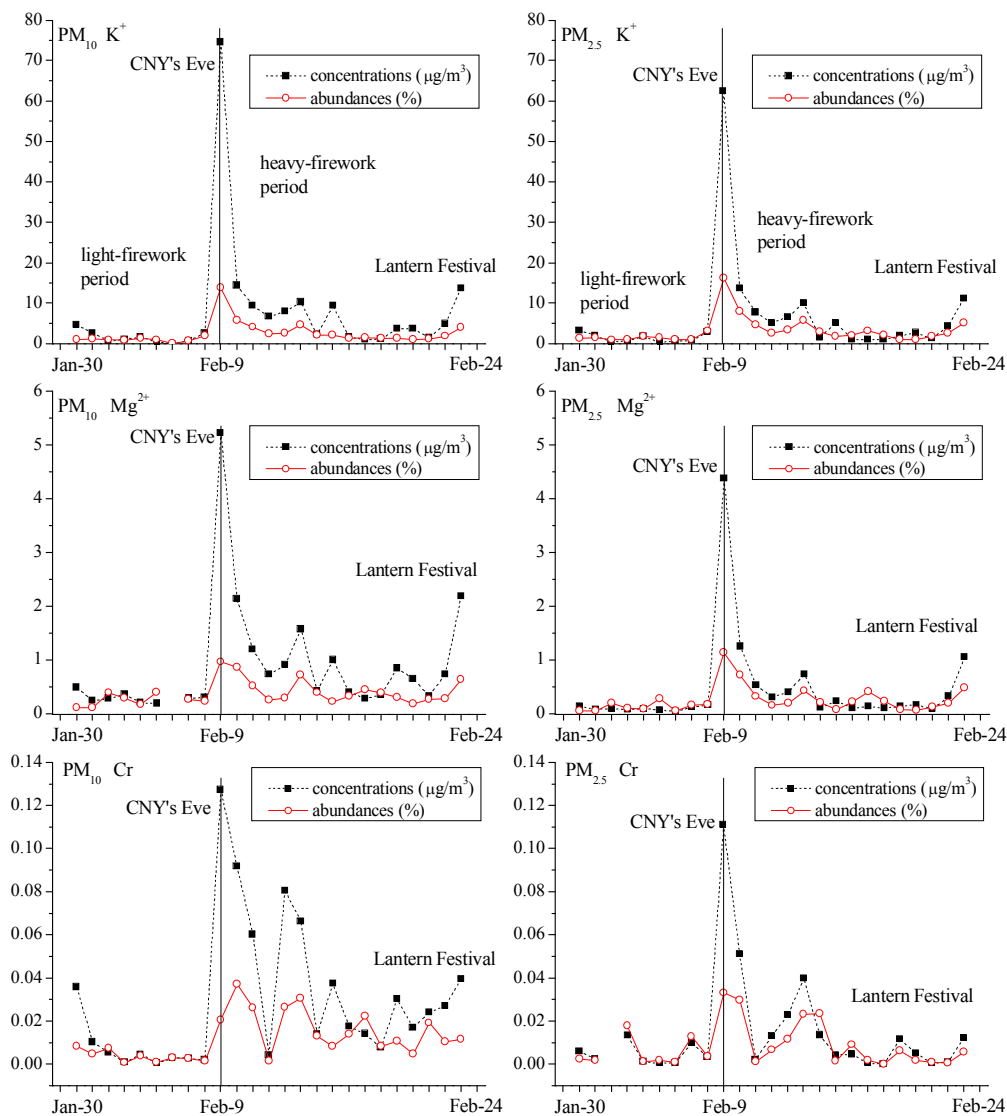 PM10 K+
CNY's Eve
concentrations (μg/m3)
abundances (%)
heavy-firework
period
light-firework
period
Lantern Festival
80
70
60
50
40
30
20
10
0
Jan-30 Feb-9 Feb-24
PM2.5 K+
CNY's Eve
concentrations (μg/m3)
abundances (%)
heavy-firework
period
light-firework
period
Lantern Festival
80
70
60
50
40
30
20
10
0
Jan-30 Feb-9 Feb-24
PM10 Mg2+
CNY's Eve
concentrations (μg/m3)
abundances (%)
Lantern Festival
6
5
4
3
2
1
0
Jan-30 Feb-9 Feb-24
PM2.5 Mg2+
CNY's Eve
concentrations (μg/m3)
abundances (%)
Lantern Festival
6
5
4
3
2
1
0
Jan-30 Feb-9 Feb-24
PM10 Cr
CNY's Eve
concentrations (μg/m3)
abundances (%)
Lantern Festival
0.14
0.12
0.10
0.08
0.06
0.04
0.02
0.00
Jan-30 Feb-9 Feb-24
PM2.5 Cr
CNY's Eve
concentrations (μg/m3)
abundances (%)
Lantern Festival
0.14
0.12
0.10
0.08
0.06
0.04
0.02
0.00
Jan-30 Feb-9 Feb-24